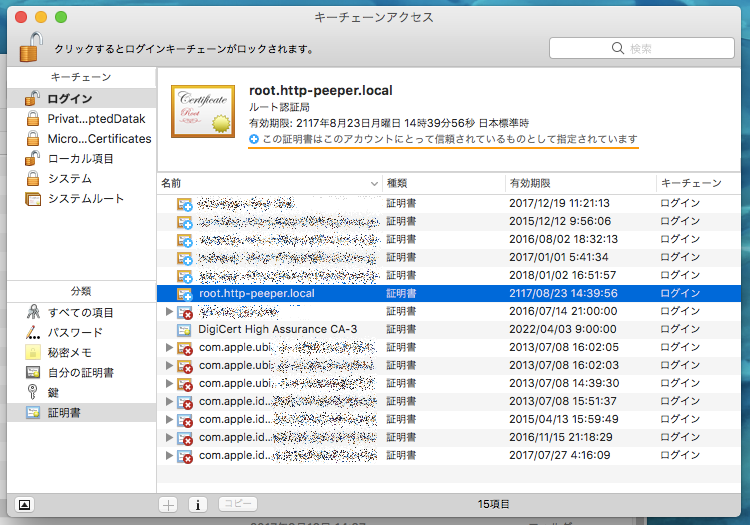 キーチェーンアクセス
クリックするとログインキーチェーンがロックされます。
検索
キーチェーン
ログイン
Privat...ptedDatak
Micro...Certificates
ローカル項目
システム
システムルート
Certificate
Root
root.http-peeper.local
ルート認証局
有効期限: 2117年8月23日月曜日 14時39分56秒 日本標準時
この証明書はこのアカウントにとって信頼されているものとして指定されています
名前 種類 有効期限 キーチェーン
証明書 2017/12/19 11:21:13 ログイン
証明書 2015/12/12 9:56:06 ログイン
証明書 2016/08/02 18:32:13 ログイン
証明書 2017/01/01 5:41:34 ログイン
証明書 2018/01/02 16:51:57 ログイン
root.http-peeper.local 証明書 2117/08/23 14:39:56 ログイン
証明書 2016/07/14 21:00:00 ログイン
DigiCert High Assurance CA-3 証明書 2022/04/03 9:00:00 ログイン
com.apple.ubi... 証明書 2013/07/08 16:02:05 ログイン
com.apple.ubi... 証明書 2013/07/08 16:02:03 ログイン
com.apple.ubi... 証明書 2013/07/08 14:39:30 ログイン
com.apple.id... 証明書 2013/07/08 15:51:37 ログイン
com.apple.id... 証明書 2015/04/13 15:59:49 ログイン
com.apple.id... 証明書 2016/11/15 21:18:29 ログイン
com.apple.id... 証明書 2017/07/27 4:16:09 ログイン
分類
すべての項目
パスワード
秘密メモ
自分の証明書
鍵
証明書
コピー
15項目